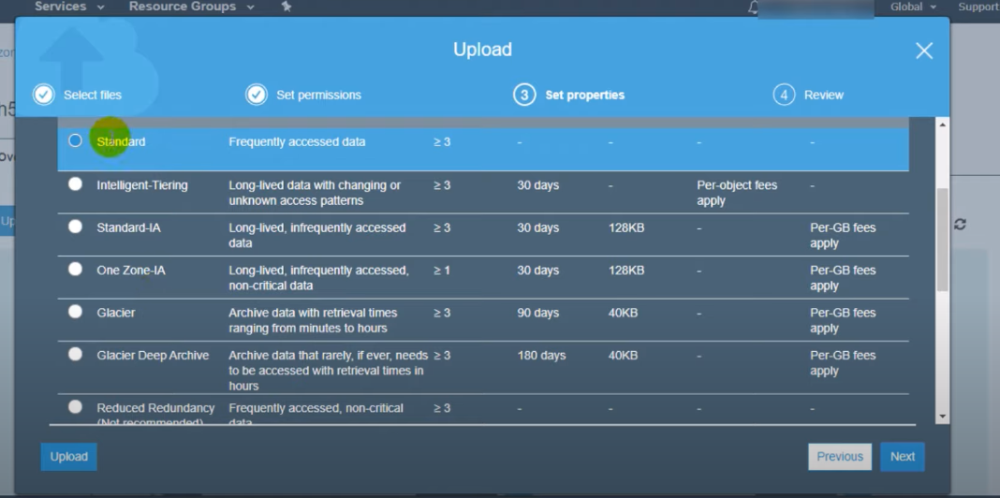 Services Resource Groups Global Support
Upload
Select files Set permissions 3 Set properties 4 Review
Standard Frequently accessed data ≥ 3 - - - -
Intelligent-Tiering Long-lived data with changing or ≥ 3 30 days - Per-object fees -
unknown access patterns apply
Standard-IA Long-lived, infrequently accessed ≥ 3 30 days 128KB - Per-GB fees
data apply
One Zone-IA Long-lived, infrequently accessed, ≥ 1 30 days 128KB - Per-GB fees
non-critical data apply
Glacier Archive data with retrieval times ≥ 3 90 days 40KB - Per-GB fees
ranging from minutes to hours apply
Glacier Deep Archive Archive data that rarely, if ever, needs ≥ 3 180 days 40KB - Per-GB fees
to be accessed with retrieval times in apply
hours
Reduced Redundancy Frequently accessed, non-critical ≥ 3 - - - -
(Not recommended) data
Upload Previous Next